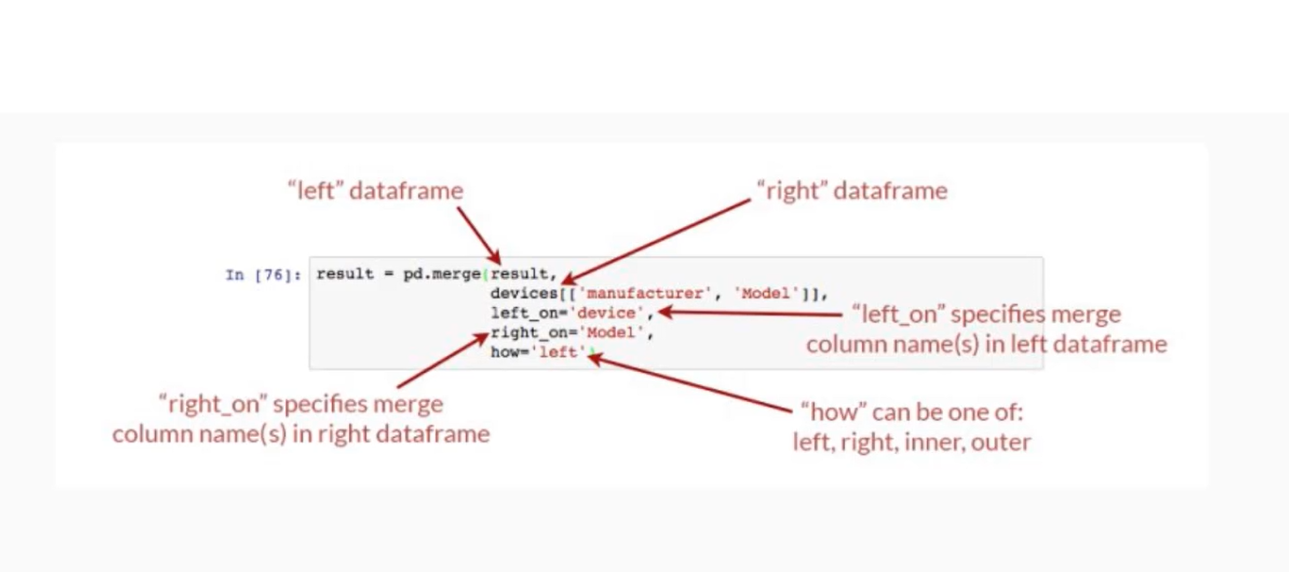 “left” dataframe
“right” dataframe
In [76]: result = pd.merge(result,
devices[['manufacturer', 'Model']],
left_on='device',
right_on='Model',
how='left')
“left_on” specifies merge
column name(s) in left dataframe
“right_on” specifies merge
column name(s) in right dataframe
“how” can be one of:
left, right, inner, outer